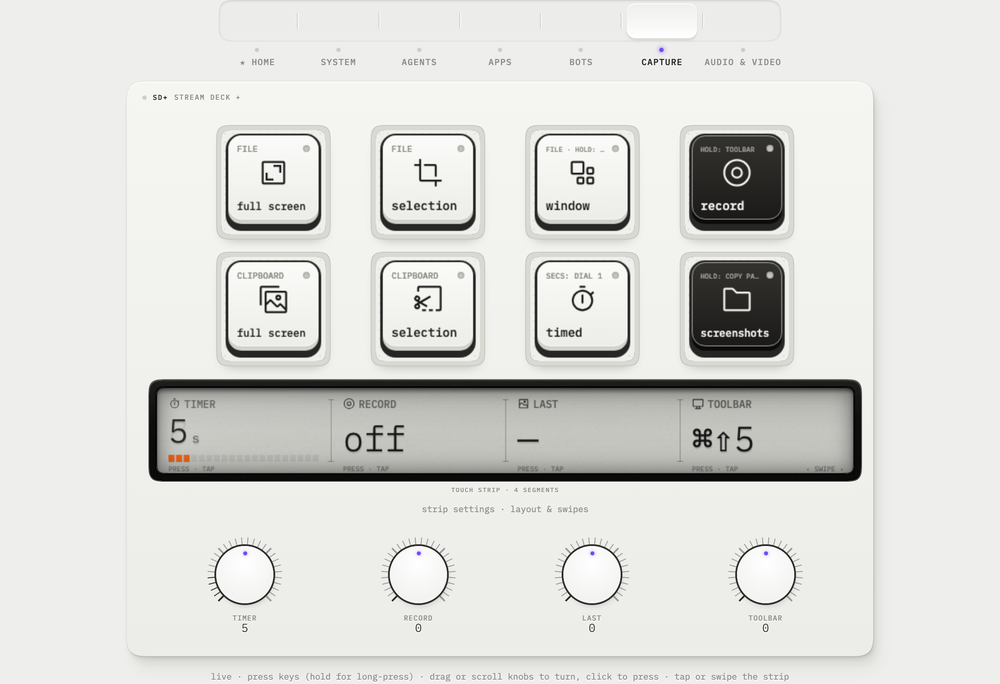 ★ HOME SYSTEM AGENTS APPS BOTS CAPTURE AUDIO & VIDEO
SD+ STREAM DECK +
FILE
full screen
FILE
selection
FILE · HOLD: …
window
HOLD: TOOLBAR
record
CLIPBOARD
full screen
CLIPBOARD
selection
SECS: DIAL 1
timed
HOLD: COPY PA…
screenshots
TIMER
5 s
PRESS · TAP
RECORD
off
PRESS · TAP
LAST
—
TOOLBAR
⌘⇧5
PRESS · TAP
‹ SWIPE ›
TOUCH STRIP · 4 SEGMENTS
strip settings · layout & swipes
TIMER
5
RECORD
0
LAST
0
TOOLBAR
0
live · press keys (hold for long-press) · drag or scroll knobs to turn, click to press · tap or swipe the strip